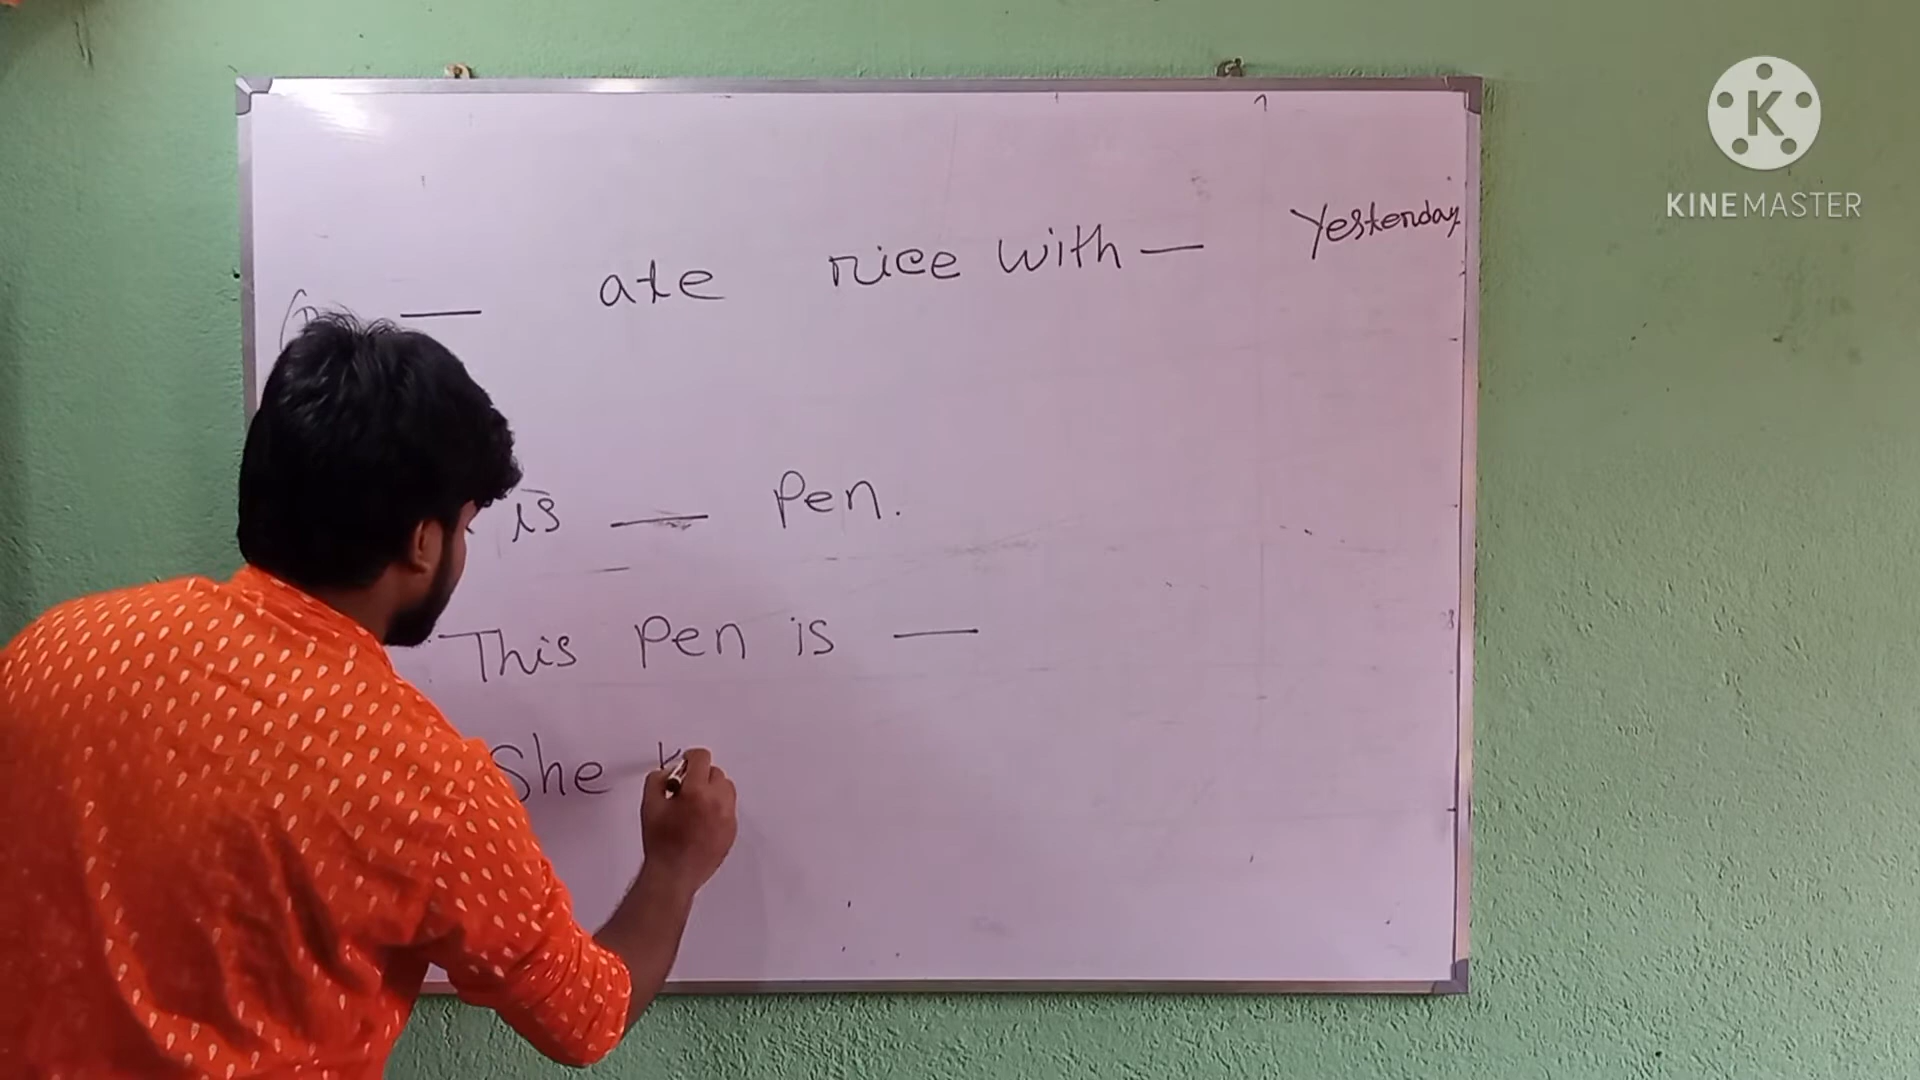 — ate rice with — Yesterday.
is — Pen.
This Pen is —
She
K
KINEMASTER